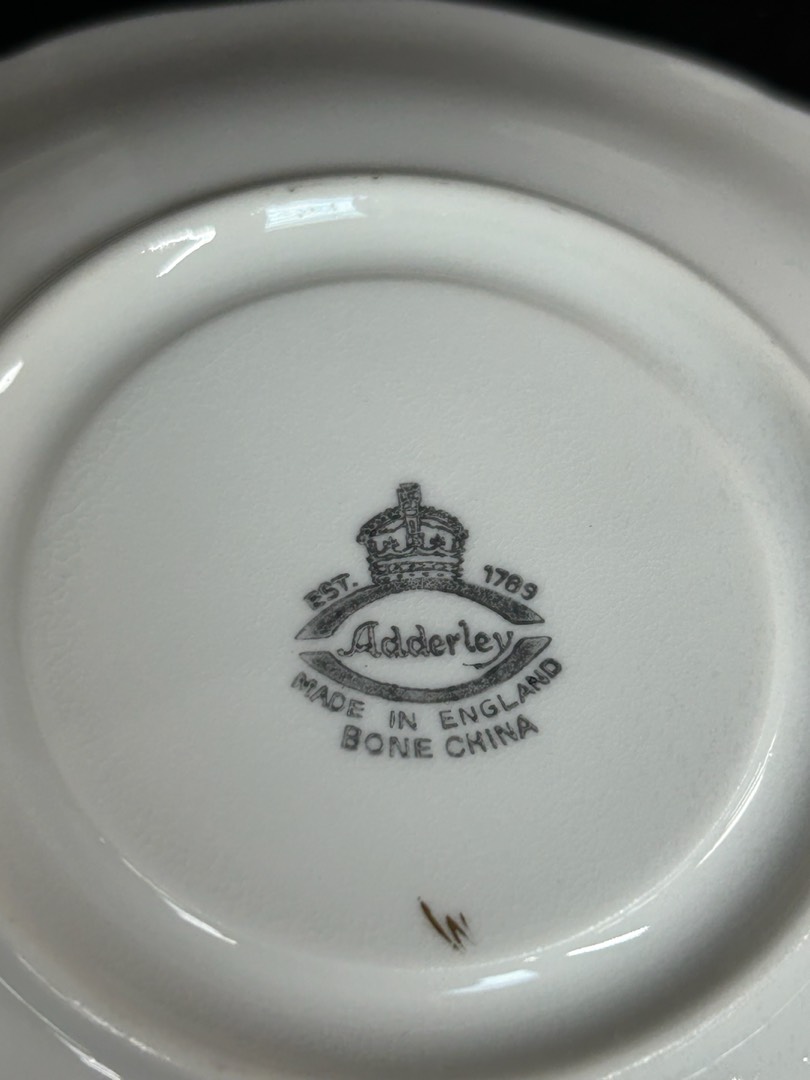 EST. 1789
Adderley
MADE IN ENGLAND
BONE CHINA
W